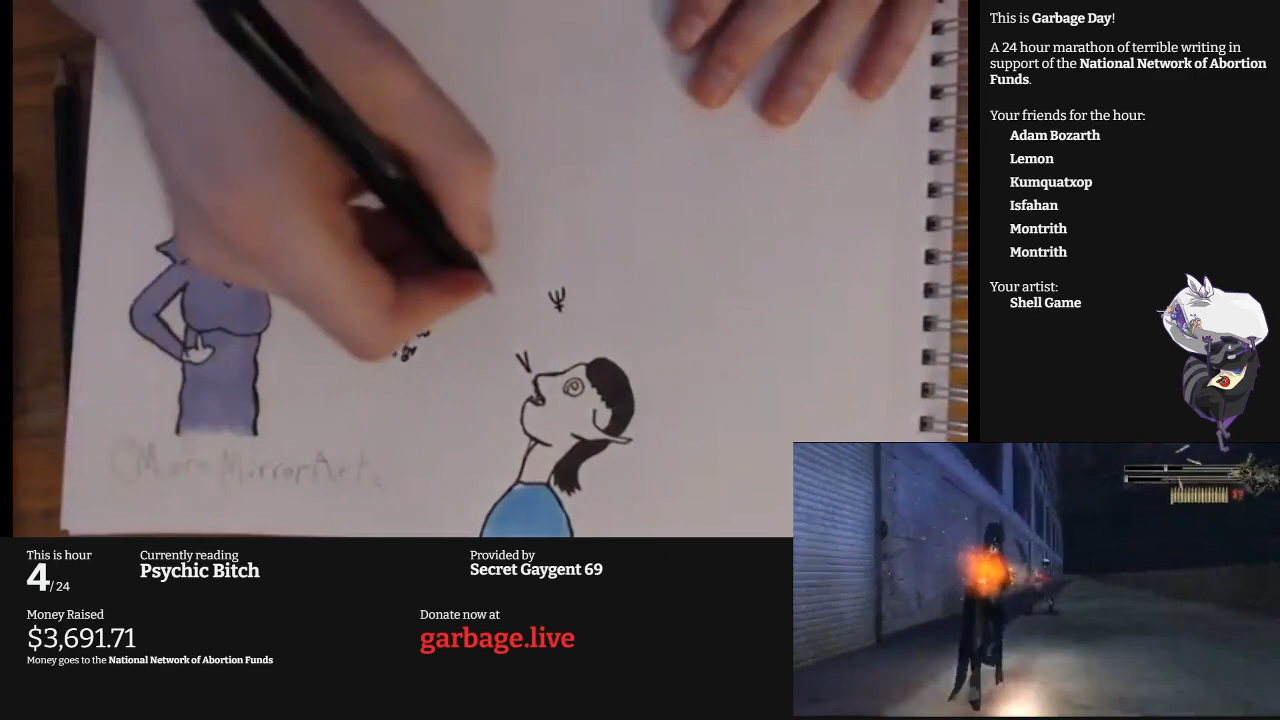 This is Garbage Day!
A 24 hour marathon of terrible writing in
support of the National Network of Abortion
Funds.
Your friends for the hour:
Adam Bozarth
Lemon
Kumquatxop
Isfahan
Montrith
Montrith
Your artist:
Shell Game
This is hour
4/24
Currently reading
Psychic Bitch
Provided by
Secret Gaygent 69
Money Raised
$3,691.71
Money goes to the National Network of Abortion Funds
Donate now at
garbage.live